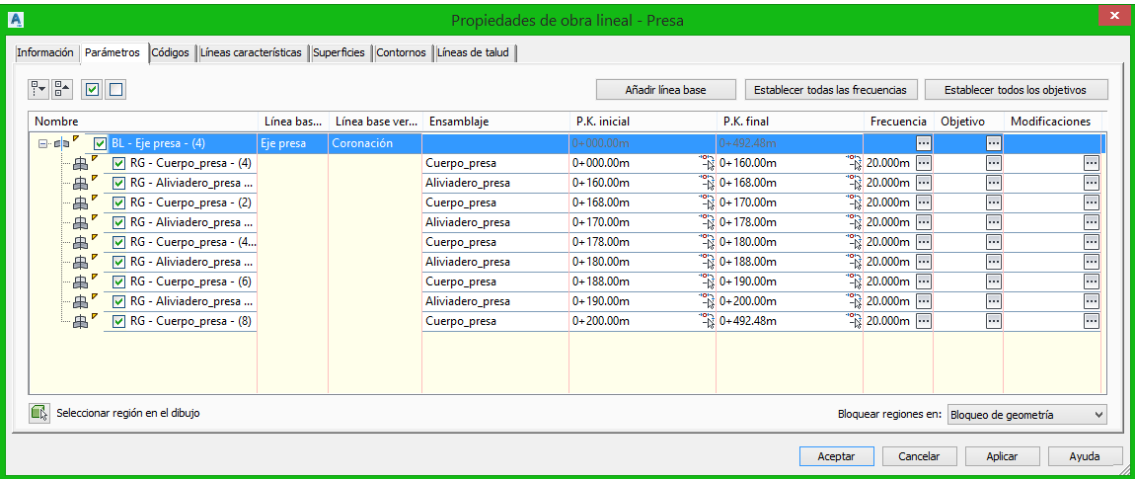 Propiedades de obra lineal - Presa
Información Parámetros Códigos Líneas características Superficies Contornos Líneas de talud
Añadir línea base Establecer todas las frecuencias Establecer todos los objetivos
Nombre Línea bas... Línea base ver... Ensamblaje P.K. inicial P.K. final Frecuencia Objetivo Modificaciones
BL - Eje presa - (4) Eje presa Coronación 0+000.00m 0+492.48m ... ...
RG - Cuerpo_presa - (4) Cuerpo_presa 0+000.00m 0+160.00m 20.000m ... ... ...
RG - Aliviadero_presa ... Aliviadero_presa 0+160.00m 0+168.00m 20.000m ... ... ...
RG - Cuerpo_presa - (2) Cuerpo_presa 0+168.00m 0+170.00m 20.000m ... ... ...
RG - Aliviadero_presa ... Aliviadero_presa 0+170.00m 0+178.00m 20.000m ... ... ...
RG - Cuerpo_presa - (4... Cuerpo_presa 0+178.00m 0+180.00m 20.000m ... ... ...
RG - Aliviadero_presa ... Aliviadero_presa 0+180.00m 0+188.00m 20.000m ... ... ...
RG - Cuerpo_presa - (6) Cuerpo_presa 0+188.00m 0+190.00m 20.000m ... ... ...
RG - Aliviadero_presa ... Aliviadero_presa 0+190.00m 0+200.00m 20.000m ... ... ...
RG - Cuerpo_presa - (8) Cuerpo_presa 0+200.00m 0+492.48m 20.000m ... ... ...
Seleccionar región en el dibujo Bloquear regiones en: Bloqueo de geometría
Aceptar Cancelar Aplicar Ayuda